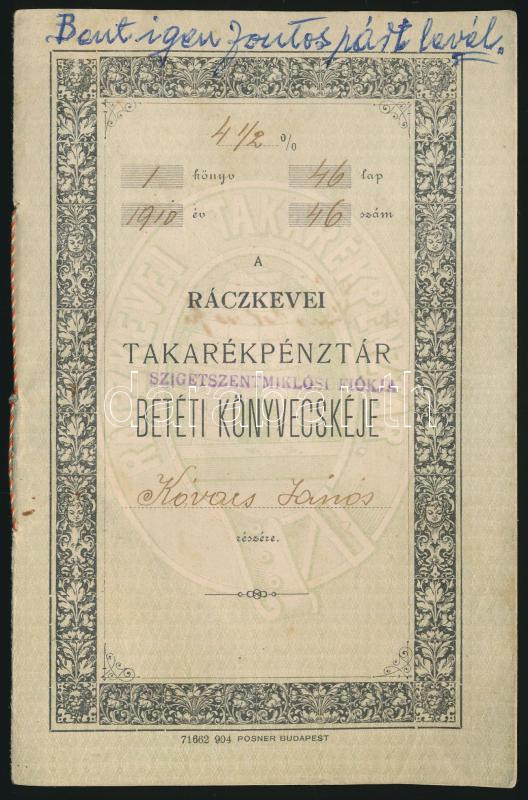 Bent igen fontos párt levél.
4 1/2 %
1 könyv 46 lap
1910 év 46 szám
A
RÁCZKEVEI
TAKARÉKPÉNZTÁR
SZIGETSZENTMIKLÓSI FIÓKJA
BETÉTI KÖNYVECSKÉJE
Kovács János
részére.
71662 904 POSNER BUDAPEST